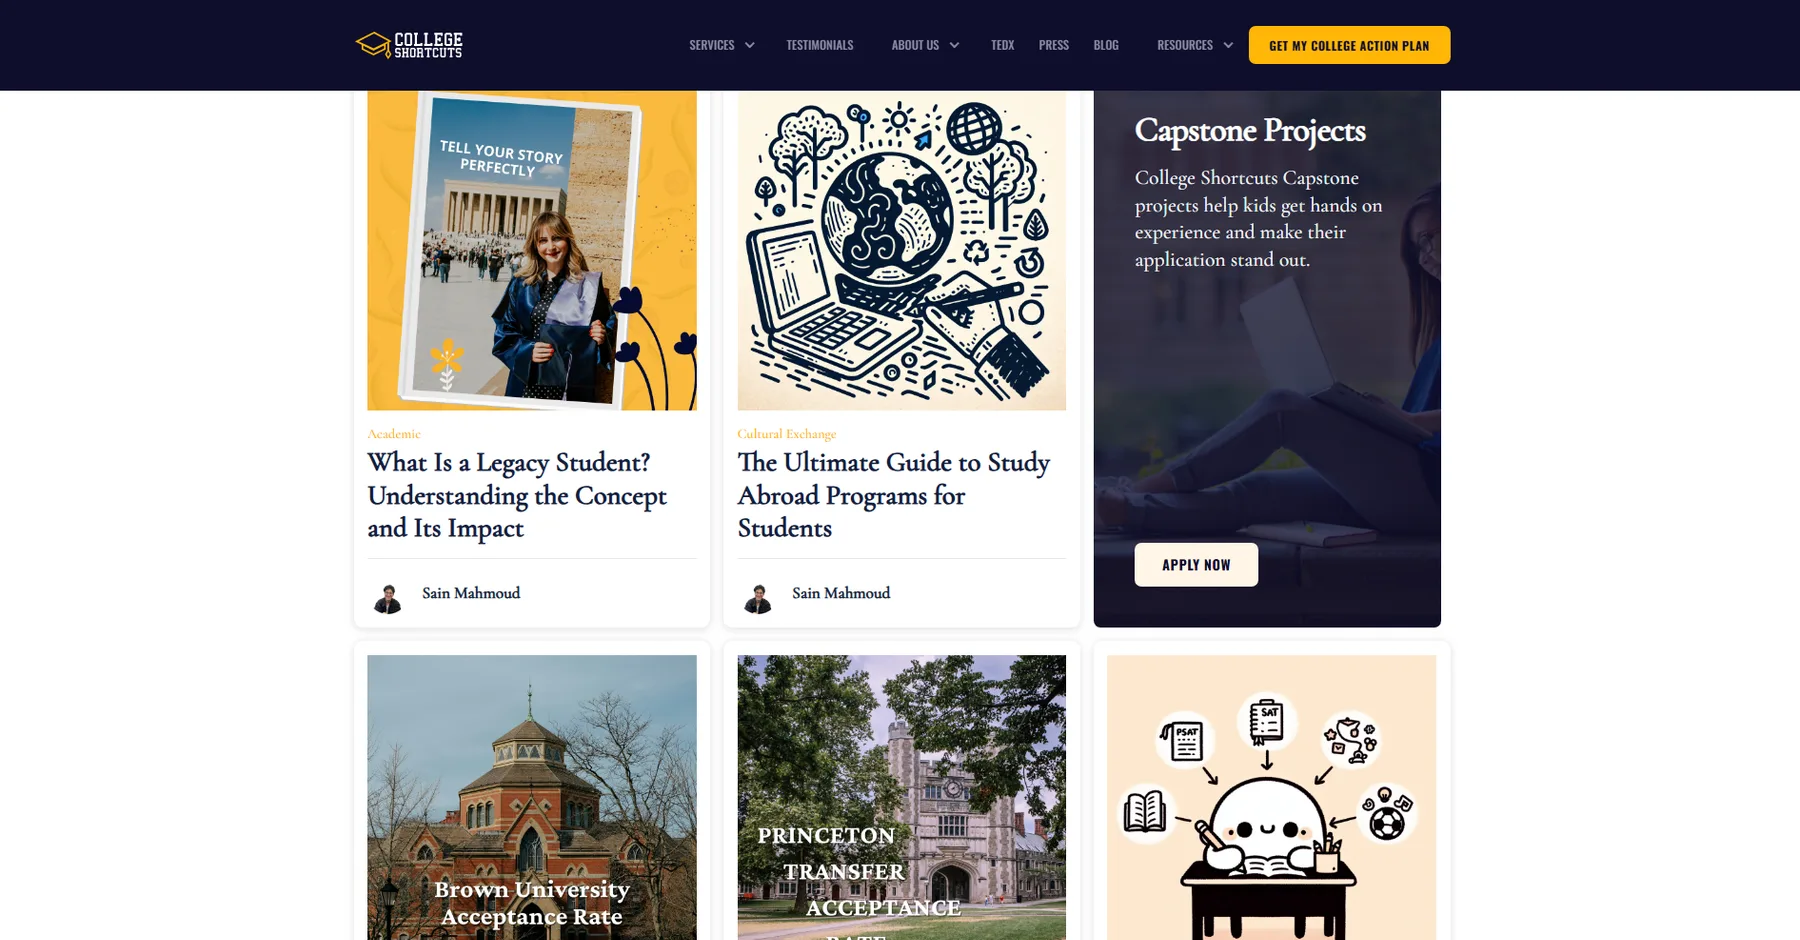 COLLEGE
SHORTCUTS
SERVICES
TESTIMONIALS
ABOUT US
TEDX
PRESS
BLOG
RESOURCES
GET MY COLLEGE ACTION PLAN
TELL YOUR STORY
PERFECTLY
Academic
What Is a Legacy Student?
Understanding the Concept
and Its Impact
Sain Mahmoud
Cultural Exchange
The Ultimate Guide to Study
Abroad Programs for
Students
Sain Mahmoud
Capstone Projects
College Shortcuts Capstone
projects help kids get hands on
experience and make their
application stand out.
APPLY NOW
Brown University
Acceptance Rate
PRINCETON
TRANSFER
ACCEPTANCE
RATE
PSAT
SAT